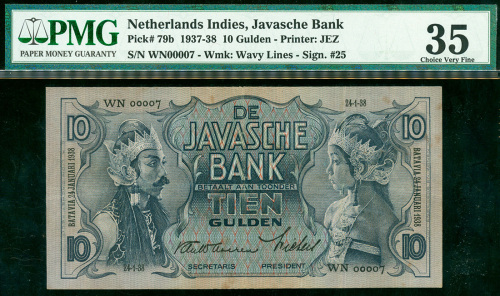 PMG
PAPER MONEY GUARANTY
Netherlands Indies, Javasche Bank
Pick# 79b 1937-38 10 Gulden - Printer: JEZ
S/N WN00007 - Wmk: Wavy Lines - Sign. #25
35
Choice Very Fine
WN 00007
24-1-38
10
DE
10
JAVASCHE
BANK
BETAALT AAN TOONDER
TIEN
GULDEN
BATAVIA 24 JANUARI 1938
BATAVIA 24 JANUARI 1938
10
10
24-1-38
SECRETARIS
PRESIDENT
WN 00007